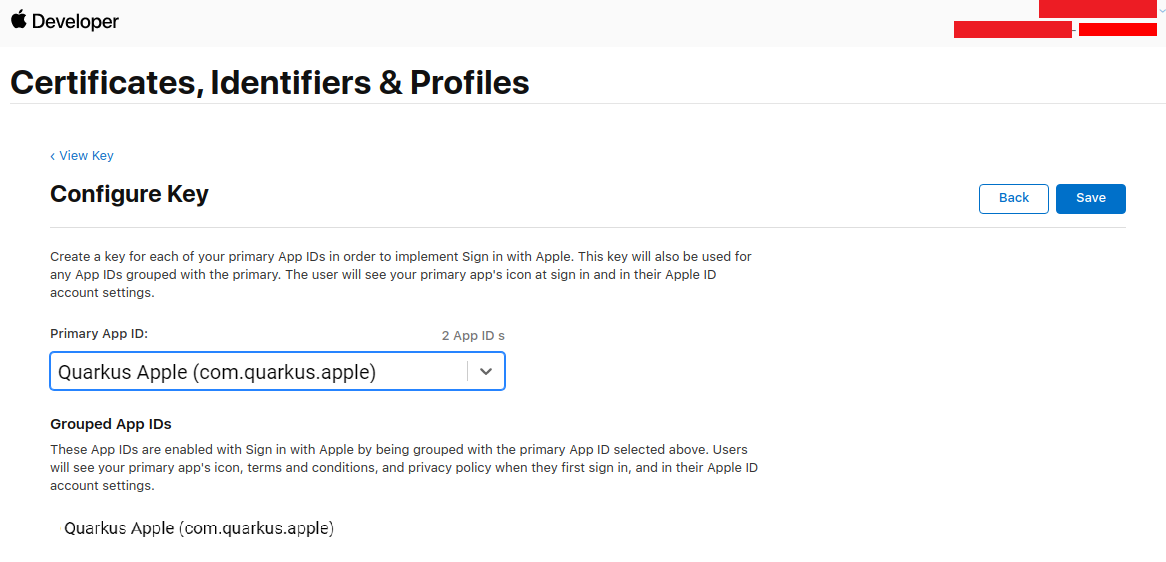 Developer
-
Certificates, Identifiers & Profiles
‹ View Key
Configure Key
Back
Save
Create a key for each of your primary App IDs in order to implement Sign in with Apple. This key will also be used for
any App IDs grouped with the primary. The user will see your primary app's icon at sign in and in their Apple ID
account settings.
Primary App ID:
2 App ID s
Quarkus Apple (com.quarkus.apple)
Grouped App IDs
These App IDs are enabled with Sign in with Apple by being grouped with the primary App ID selected above. Users
will see your primary app's icon, terms and conditions, and privacy policy when they first sign in, and in their Apple ID
account settings.
Quarkus Apple (com.quarkus.apple)